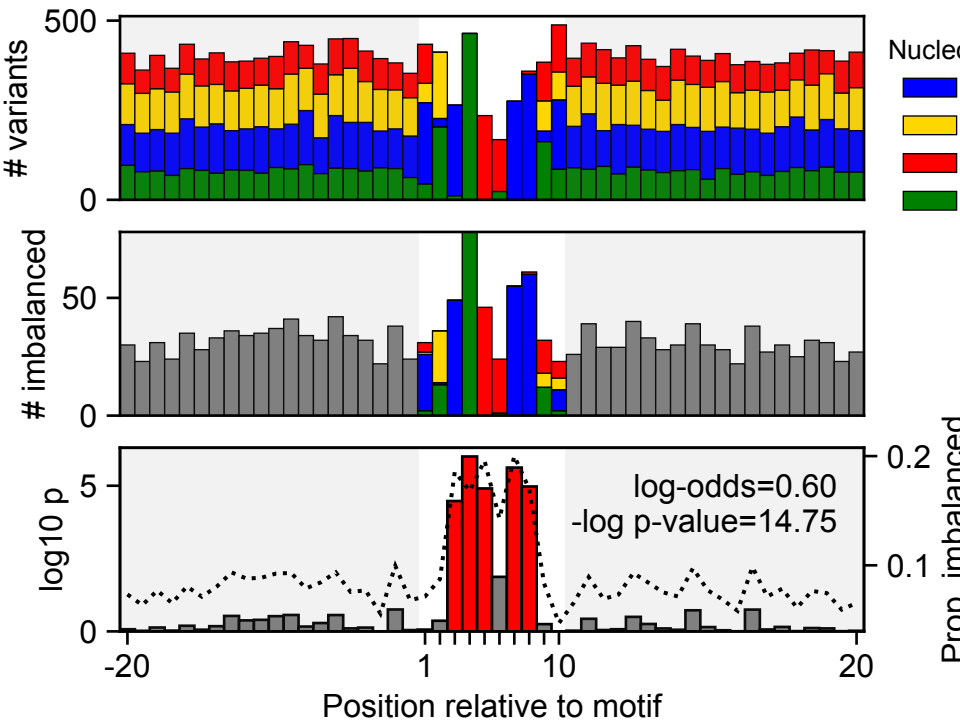 500
0
# variants
50
0
# imbalanced
5
0
log10 p
0.2
0.1
Prop. imbalanced
log-odds=0.60
-log p-value=14.75
-20
1
10
20
Position relative to motif